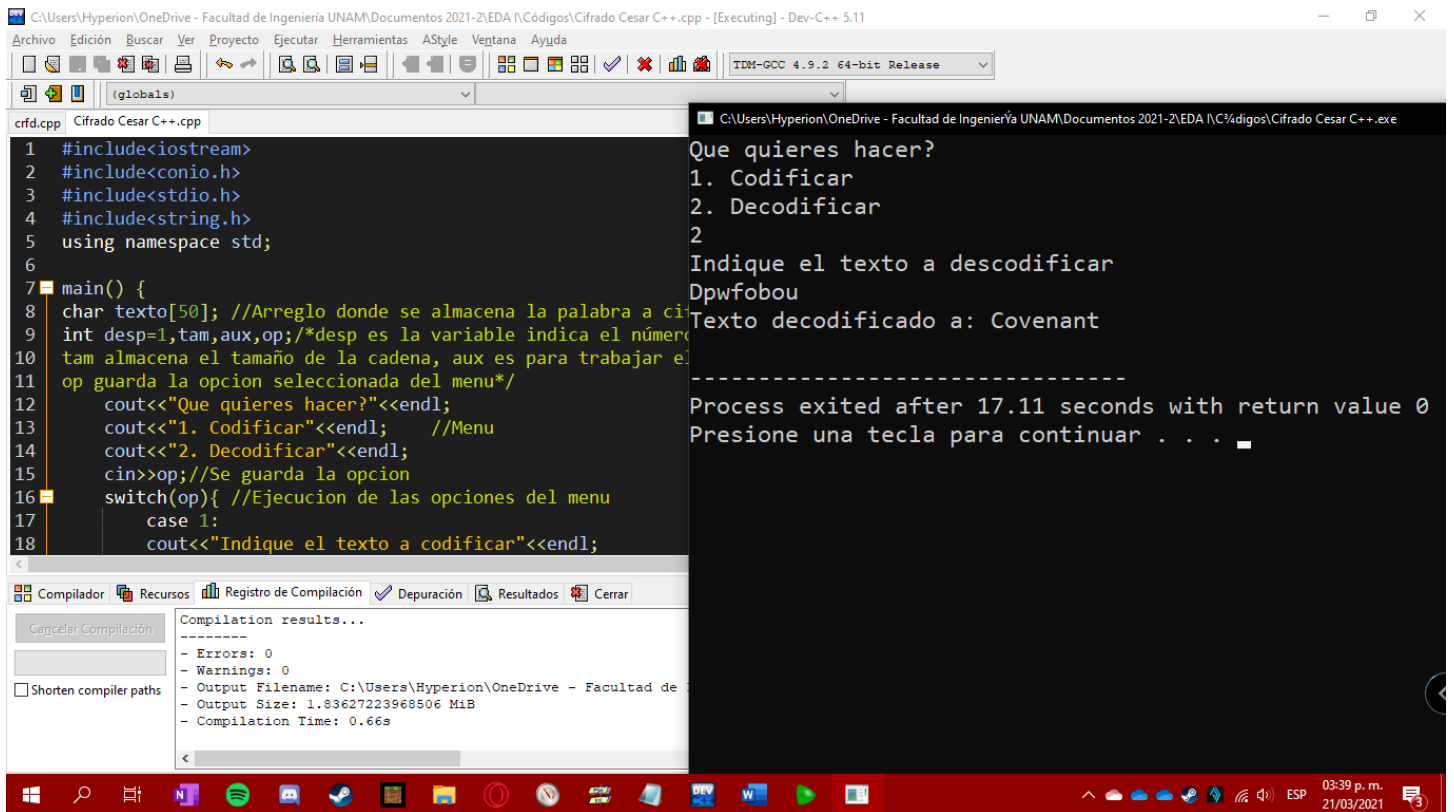 C:\Users\Hyperion\OneDrive - Facultad de Ingeniería UNAM\Documentos 2021-2\EDA I\Códigos\Cifrado Cesar C++.cpp - [Executing] - Dev-C++ 5.11
Archivo Edición Buscar Ver Proyecto Ejecutar Herramientas AStyle Ventana Ayuda
TDM-GCC 4.9.2 64-bit Release
(globals)
crfd.cpp Cifrado Cesar C++.cpp
1 #include<iostream>
2 #include<conio.h>
3 #include<stdio.h>
4 #include<string.h>
5 using namespace std;
6
7 main() {
8 char texto[50]; //Arreglo donde se almacena la palabra a ci
9 int desp=1,tam,aux,op;/*desp es la variable indica el número
10 tam almacena el tamaño de la cadena, aux es para trabajar e
11 op guarda la opcion seleccionada del menu*/
12 cout<<"Que quieres hacer?"<<endl;
13 cout<<"1. Codificar"<<endl; //Menu
14 cout<<"2. Decodificar"<<endl;
15 cin>>op;//Se guarda la opcion
16 switch(op){ //Ejecucion de las opciones del menu
17 case 1:
18 cout<<"Indique el texto a codificar"<<endl;
C:\Users\Hyperion\OneDrive - Facultad de IngenierÝa UNAM\Documentos 2021-2\EDA I\C¾digos\Cifrado Cesar C++.exe
Que quieres hacer?
1. Codificar
2. Decodificar
2
Indique el texto a descodificar
Dpwfobou
Texto decodificado a: Covenant
--------------------------------
Process exited after 17.11 seconds with return value 0
Presione una tecla para continuar . . .
Compilador Recursos Registro de Compilación Depuración Resultados Cerrar
Cancelar Compilación
Shorten compiler paths
Compilation results...
--------
- Errors: 0
- Warnings: 0
- Output Filename: C:\Users\Hyperion\OneDrive - Facultad de
- Output Size: 1.83627223968506 MiB
- Compilation Time: 0.66s
ESP
03:39 p. m.
21/03/2021
3